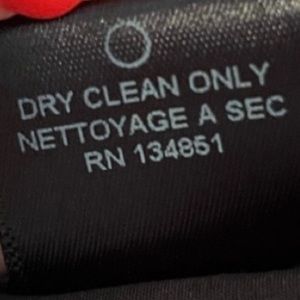 DRY CLEAN ONLY
NETTOYAGE A SEC
RN 134851